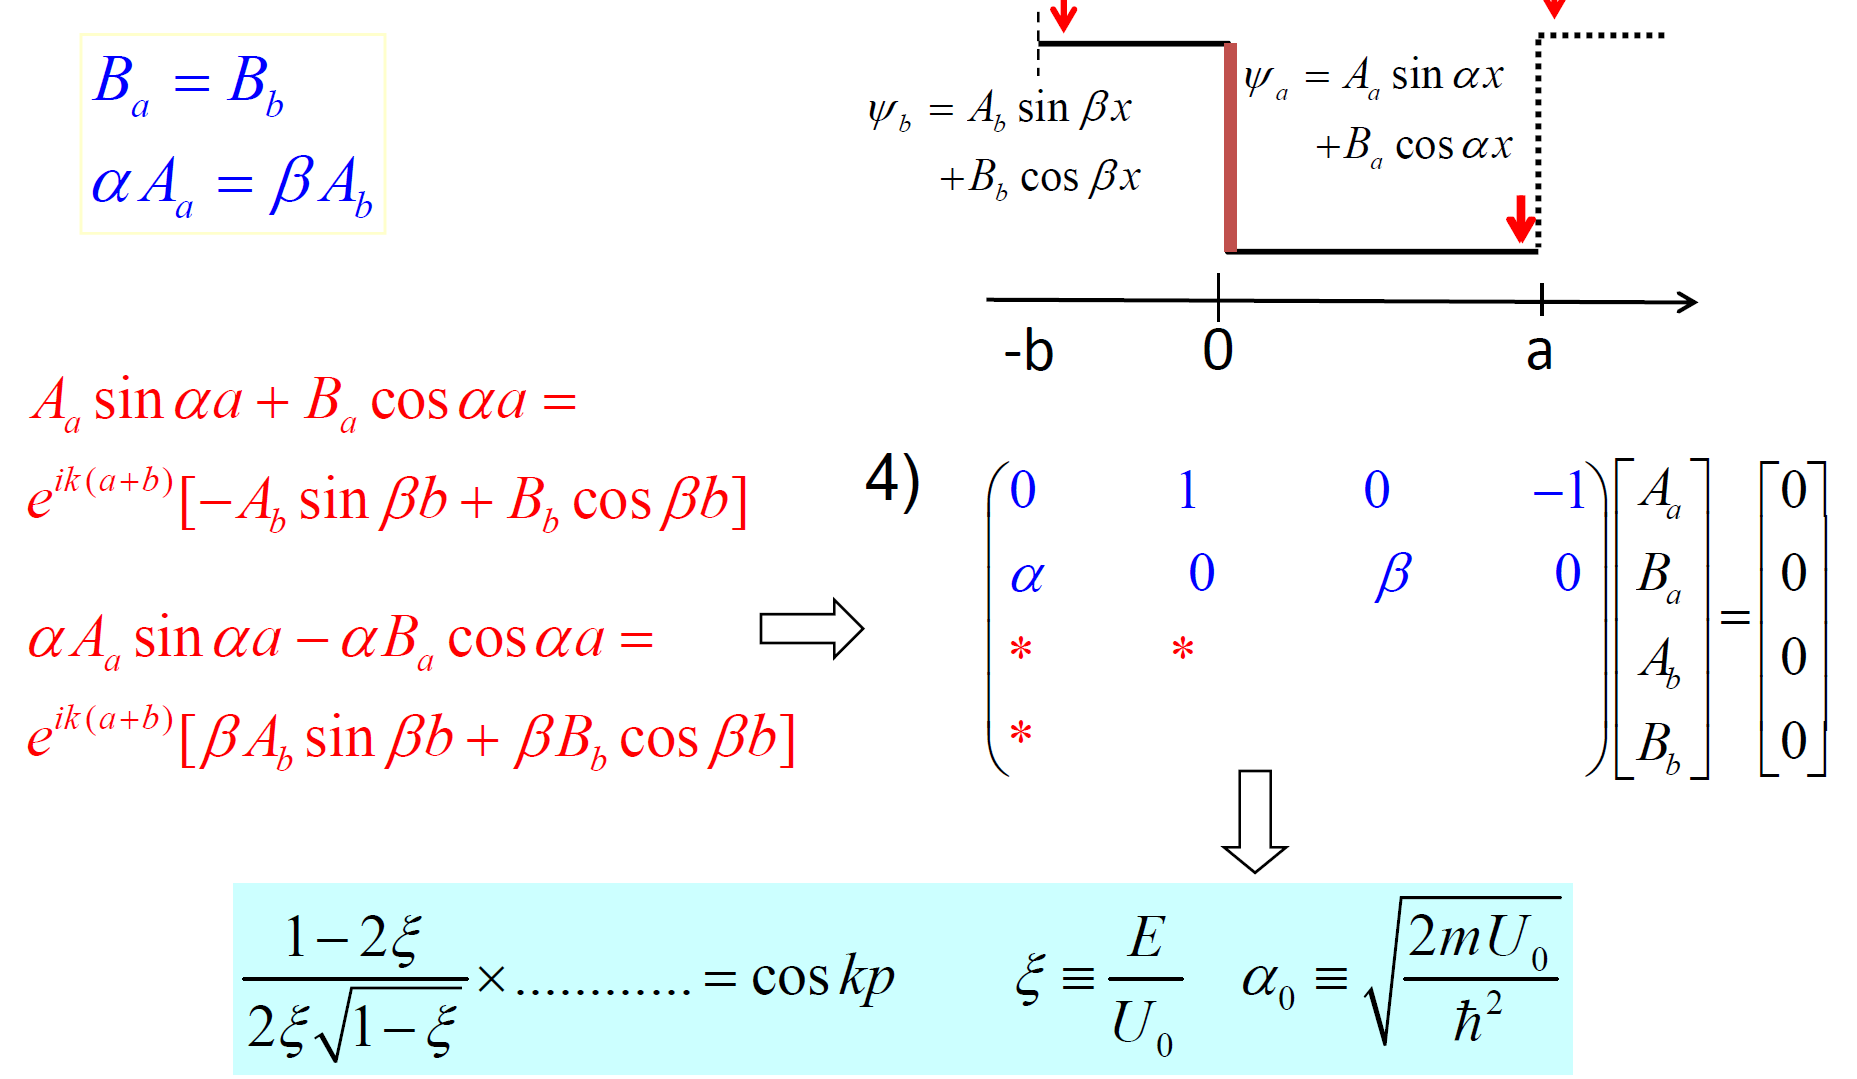 B_a = B_b
αA_a = βA_b
ψ_b = A_b sin βx
+B_b cos βx
ψ_a = A_a sin αx
+B_a cos αx
-b 0 a
A_a sin αa + B_a cos αa =
e^{ik(a+b)}[−A_b sin βb + B_b cos βb]
αA_a sin αa − αB_a cos αa =
e^{ik(a+b)}[βA_b sin βb + βB_b cos βb]
4)
0 1 0 −1 A_a 0
α 0 β 0 B_a = 0
* * A_b 0
* B_b 0
(1−2ξ)/(2ξ√(1−ξ)) ×............ = cos kp ξ ≡ E/U_0 α_0 ≡ √(2mU_0/ħ^2)